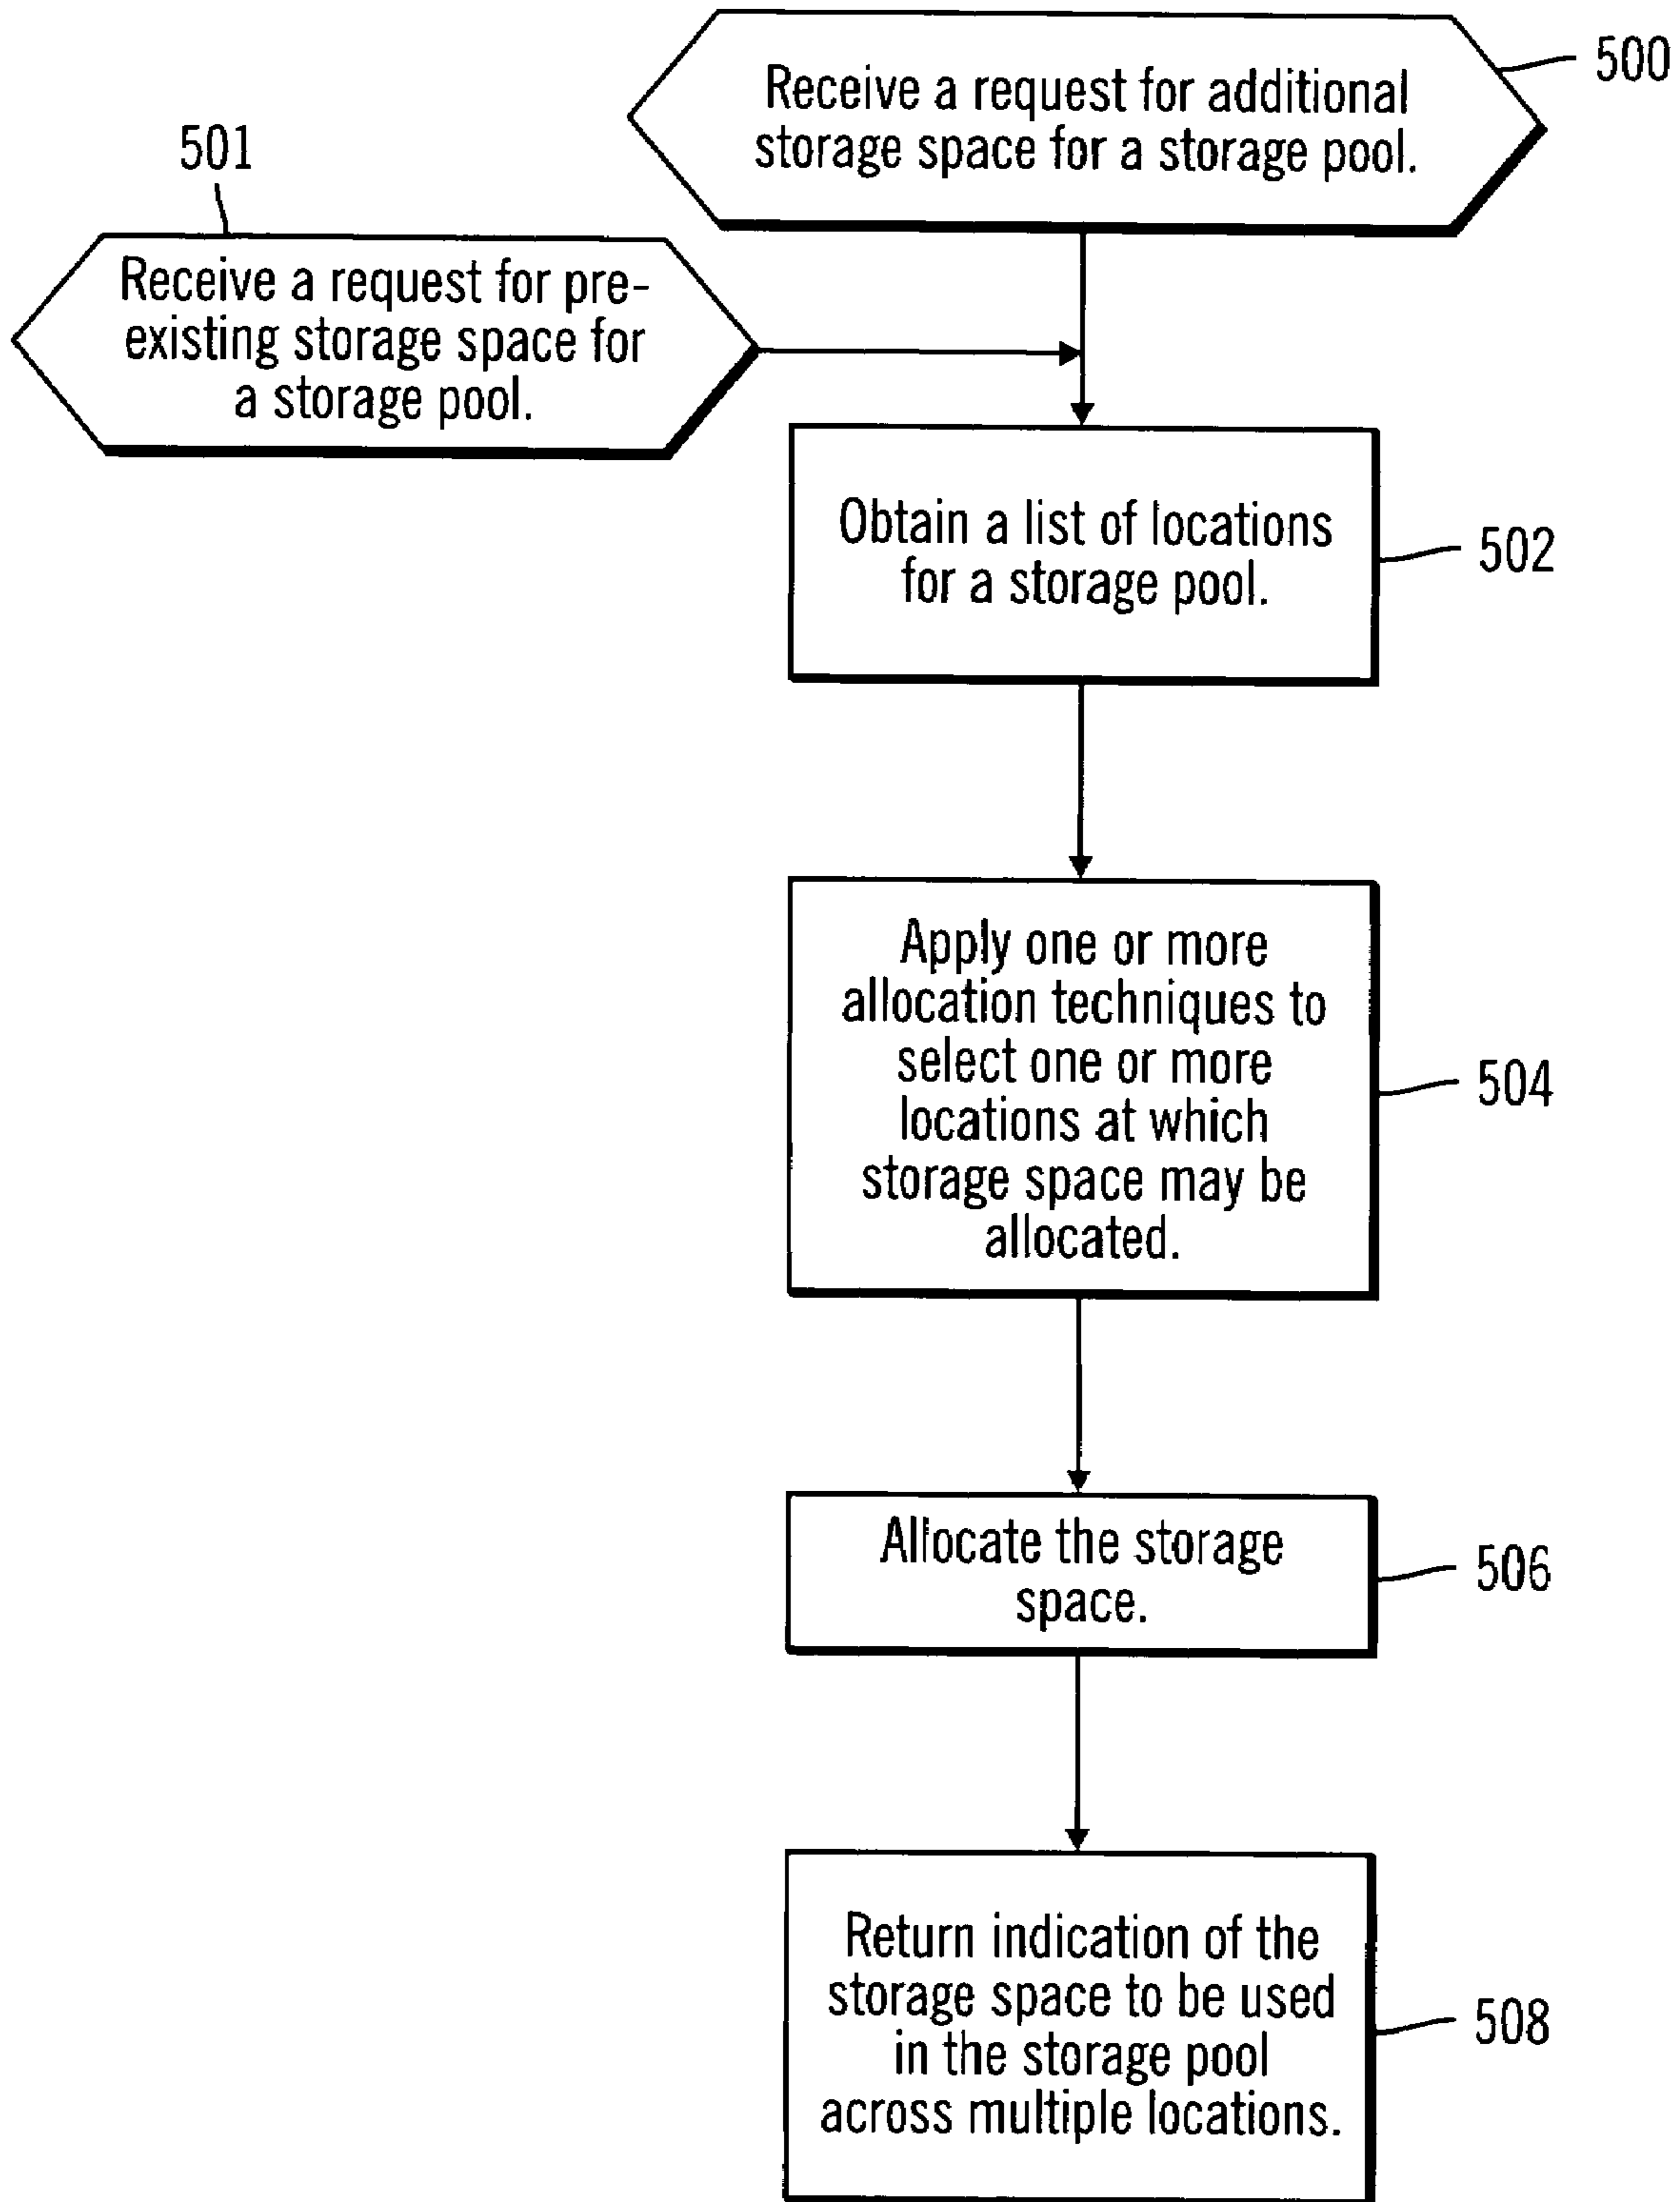 500
Receive a request for additional
storage space for a storage pool.
501
Receive a request for pre-
existing storage space for
a storage pool.
Obtain a list of locations
for a storage pool.
502
Apply one or more
allocation techniques to
select one or more
locations at which
storage space may be
allocated.
504
Allocate the storage
space.
506
Return indication of the
storage space to be used
in the storage pool
across multiple locations.
508